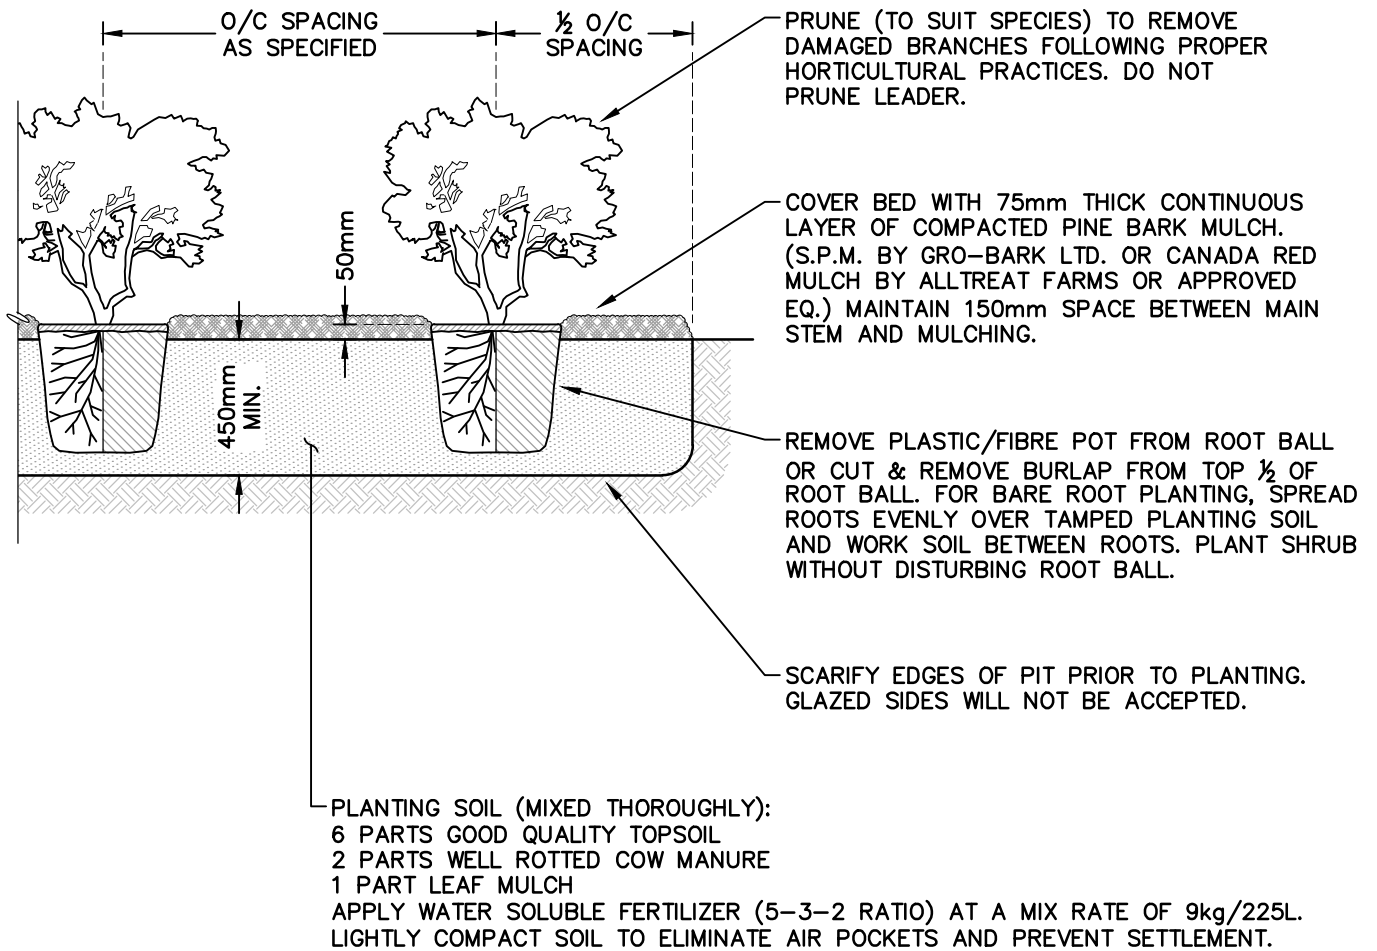 O/C SPACING
AS SPECIFIED
½ O/C
SPACING
PRUNE (TO SUIT SPECIES) TO REMOVE
DAMAGED BRANCHES FOLLOWING PROPER
HORTICULTURAL PRACTICES. DO NOT
PRUNE LEADER.
COVER BED WITH 75mm THICK CONTINUOUS
LAYER OF COMPACTED PINE BARK MULCH.
(S.P.M. BY GRO-BARK LTD. OR CANADA RED
MULCH BY ALLTREAT FARMS OR APPROVED
EQ.) MAINTAIN 150mm SPACE BETWEEN MAIN
STEM AND MULCHING.
50mm
450mm
MIN.
REMOVE PLASTIC/FIBRE POT FROM ROOT BALL
OR CUT & REMOVE BURLAP FROM TOP ½ OF
ROOT BALL. FOR BARE ROOT PLANTING, SPREAD
ROOTS EVENLY OVER TAMPED PLANTING SOIL
AND WORK SOIL BETWEEN ROOTS. PLANT SHRUB
WITHOUT DISTURBING ROOT BALL.
SCARIFY EDGES OF PIT PRIOR TO PLANTING.
GLAZED SIDES WILL NOT BE ACCEPTED.
PLANTING SOIL (MIXED THOROUGHLY):
6 PARTS GOOD QUALITY TOPSOIL
2 PARTS WELL ROTTED COW MANURE
1 PART LEAF MULCH
APPLY WATER SOLUBLE FERTILIZER (5-3-2 RATIO) AT A MIX RATE OF 9kg/225L.
LIGHTLY COMPACT SOIL TO ELIMINATE AIR POCKETS AND PREVENT SETTLEMENT.